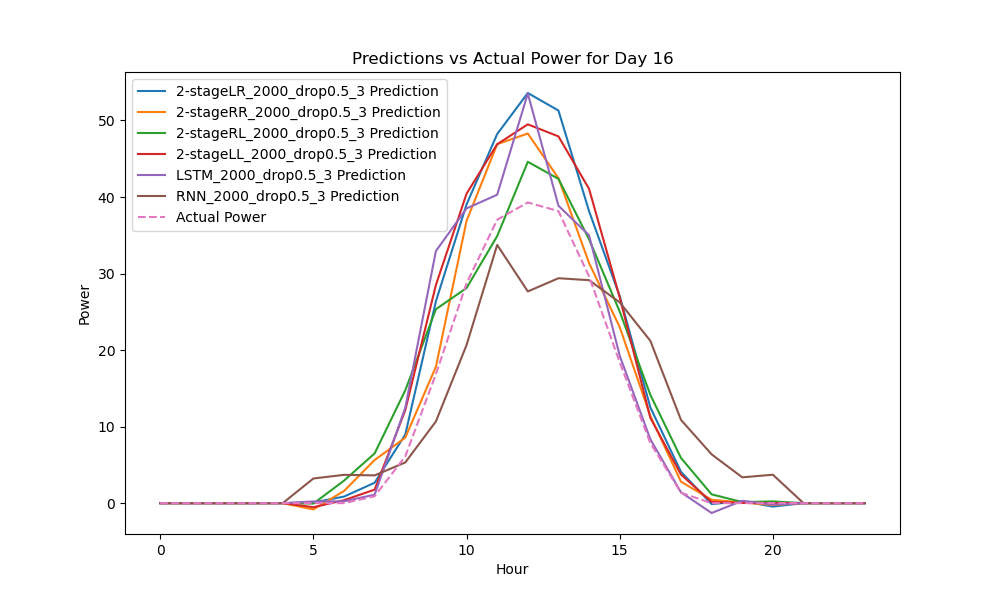 Predictions vs Actual Power for Day 16
2-stageLR_2000_drop0.5_3 Prediction
2-stageRR_2000_drop0.5_3 Prediction
2-stageRL_2000_drop0.5_3 Prediction
2-stageLL_2000_drop0.5_3 Prediction
LSTM_2000_drop0.5_3 Prediction
RNN_2000_drop0.5_3 Prediction
Actual Power
Power
50
40
30
20
10
0
0 5 10 15 20
Hour